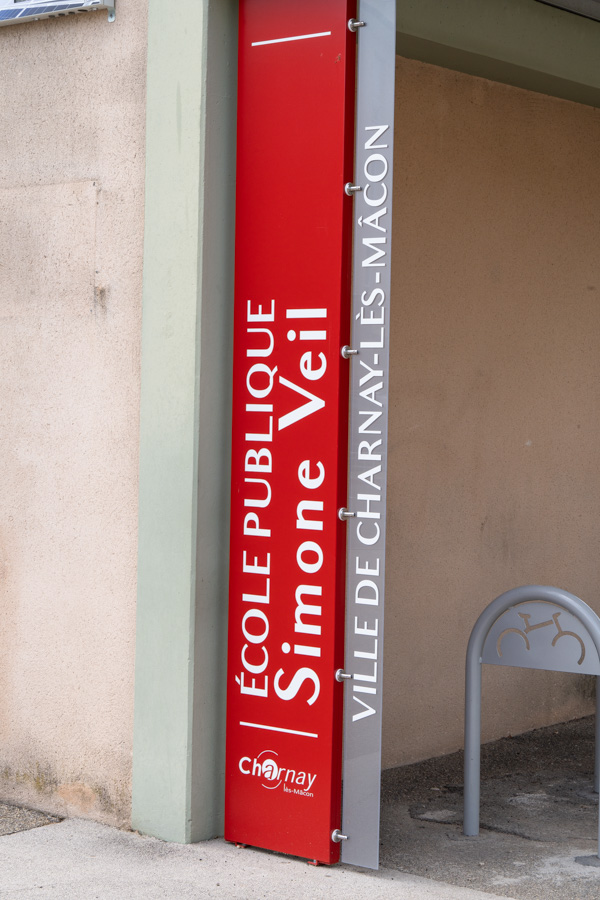 ÉCOLE PUBLIQUE
Simone Veil
VILLE DE CHARNAY-LÈS-MÂCON
Charnay
lès-Mâcon